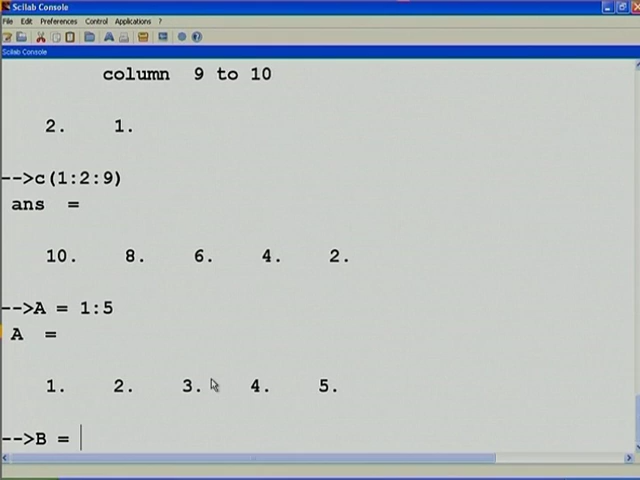 Scilab Console
File Edit Preferences Control Applications ?
Scilab Console
column 9 to 10
2. 1.
-->c(1:2:9)
ans =
10. 8. 6. 4. 2.
-->A = 1:5
A =
1. 2. 3. 4. 5.
-->B =